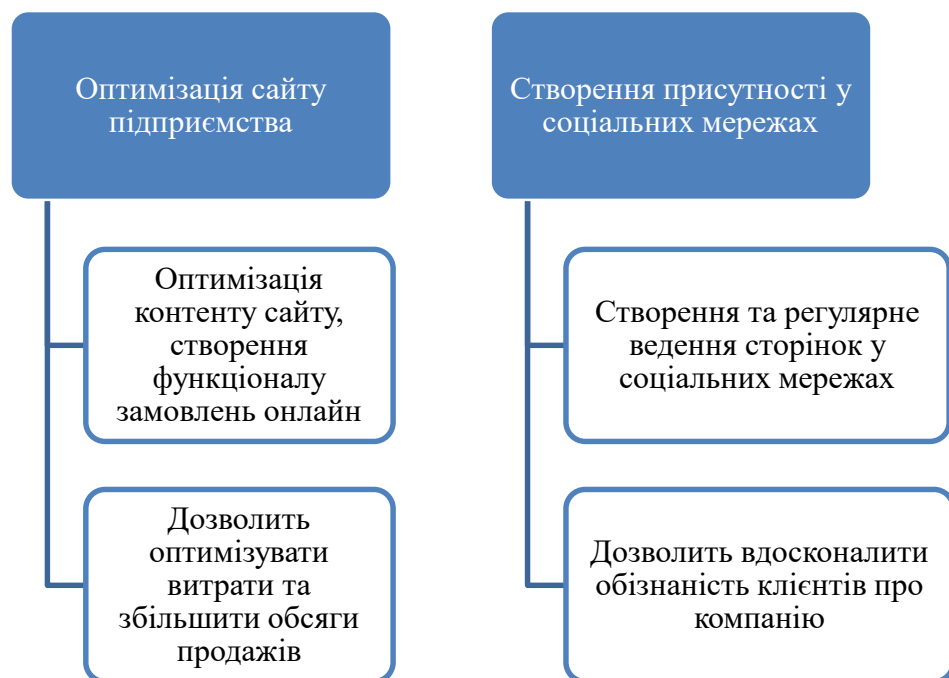 Оптимізація сайту
підприємства
Оптимізація
контенту сайту,
створення
функціоналу
замовлень онлайн
Дозволить
оптимізувати
витрати та
збільшити обсяги
продажів
Створення присутності у
соціальних мережах
Створення та регулярне
ведення сторінок у
соціальних мережах
Дозволить вдосконалити
обізнаність клієнтів про
компанію